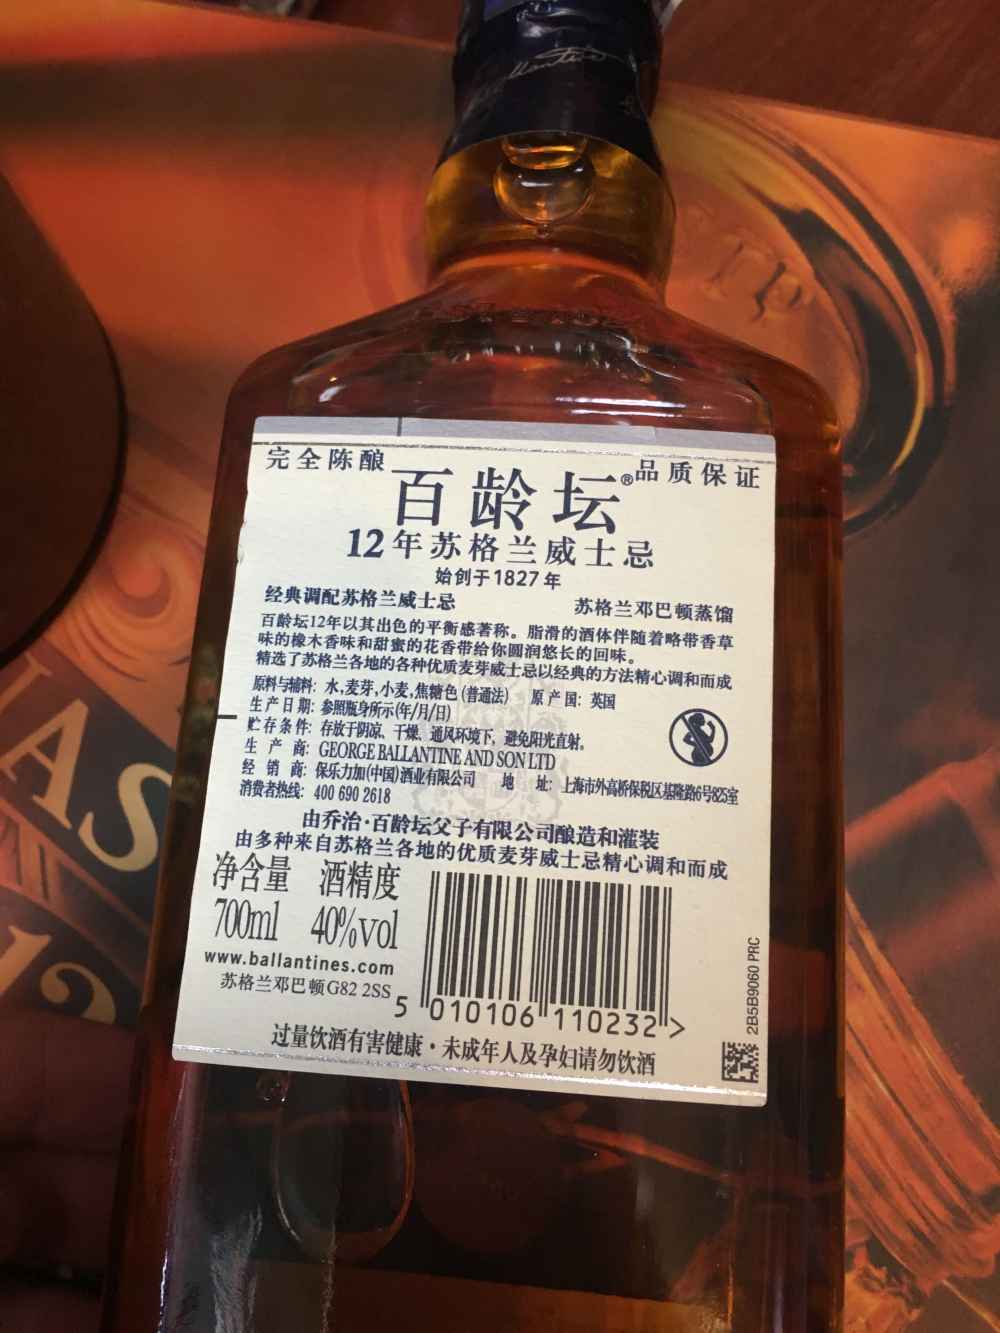 完全陈酿
品质保证
百龄坛®
12年苏格兰威士忌
始创于1827年
经典调配苏格兰威士忌
苏格兰邓巴顿蒸馏
百龄坛12年以其出色的平衡感著称。脂滑的酒体伴随着略带香草
味的橡木香味和甜蜜的花香带给你圆润悠长的回味。
精选了苏格兰各地的各种优质麦芽威士忌以经典的方法精心调和而成
原料与辅料: 水,麦芽,小麦,焦糖色(普通法) 原产国: 英国
生产日期: 参照瓶身所示(年/月/日)
贮存条件: 存放于阴凉、干燥、通风环境下,避免阳光直射。
生产商: GEORGE BALLANTINE AND SON LTD
经销商: 保乐力加(中国)酒业有限公司 地址: 上海市外高桥保税区基隆路6号825室
消费者热线: 400 690 2618
由乔治·百龄坛父子有限公司酿造和灌装
由多种来自苏格兰各地的优质麦芽威士忌精心调和而成
净含量 酒精度
700ml 40%vol
www.ballantines.com
苏格兰邓巴顿G82 2SS
5 010106 110232 >
2B5B9060 PRC
过量饮酒有害健康·未成年人及孕妇请勿饮酒